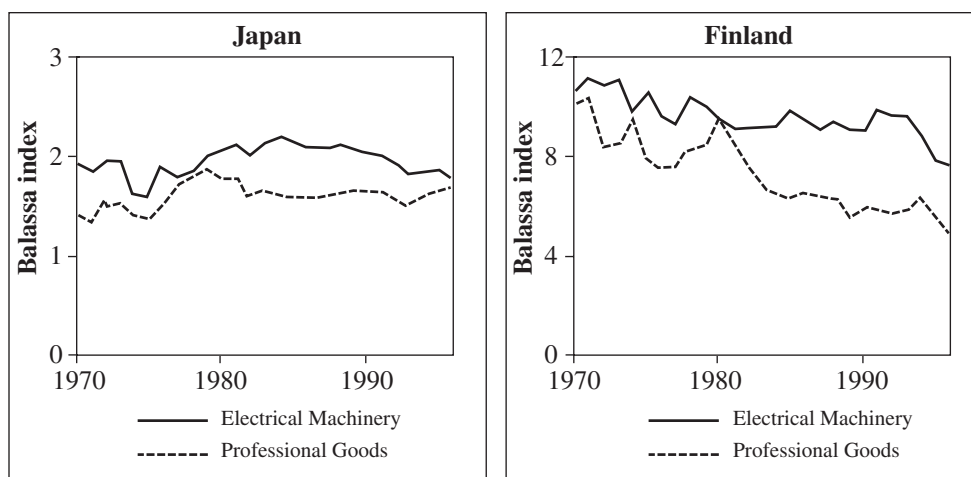 Japan
Balassa index
3
2
1
0
1970 1980 1990
Electrical Machinery
Professional Goods
Finland
Balassa index
12
8
4
0
1970 1980 1990
Electrical Machinery
Professional Goods